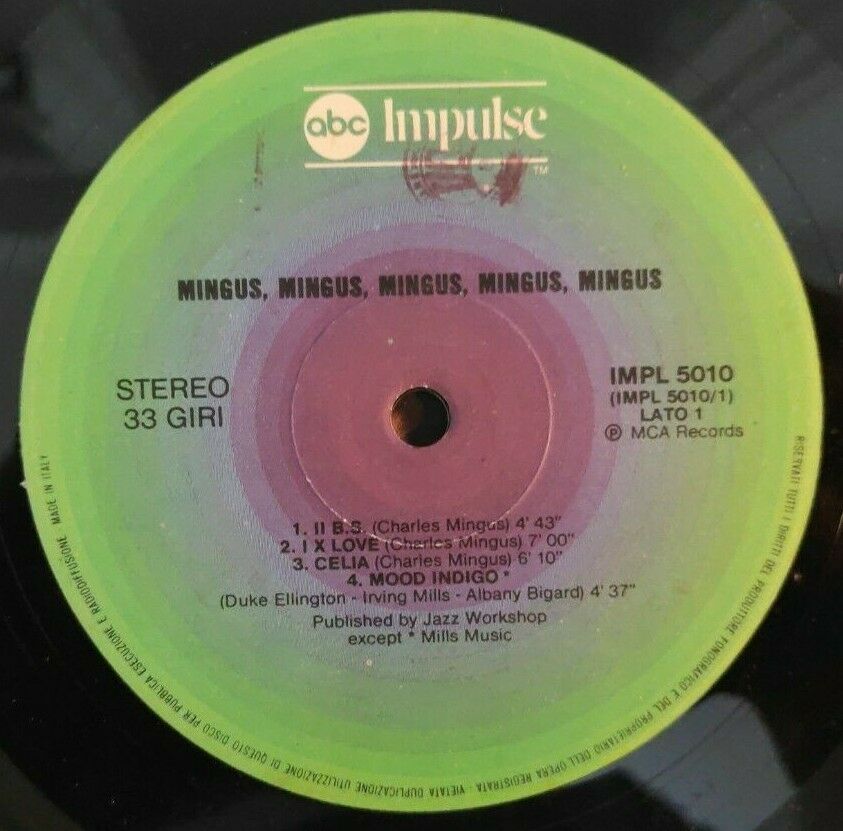 abc Impulse
TM
MINGUS, MINGUS, MINGUS, MINGUS, MINGUS
STEREO
33 GIRI
IMPL 5010
(IMPL 5010/1)
LATO 1
℗ MCA Records
1. II B.S. (Charles Mingus) 4' 43"
2. I X LOVE (Charles Mingus) 7' 00"
3. CELIA (Charles Mingus) 6' 10"
4. MOOD INDIGO *
(Duke Ellington - Irving Mills - Albany Bigard) 4' 37"
Published by Jazz Workshop
except * Mills Music
RISERVATI TUTTI I DIRITTI DEL PRODUTTORE FONOGRAFICO E DEL PROPRIETARIO DELL'OPERA REGISTRATA - VIETATA DUPLICAZIONE UTILIZZAZIONE DI QUESTO DISCO PER PUBBLICA ESECUZIONE E RADIODIFFUSIONE. MADE IN ITALY